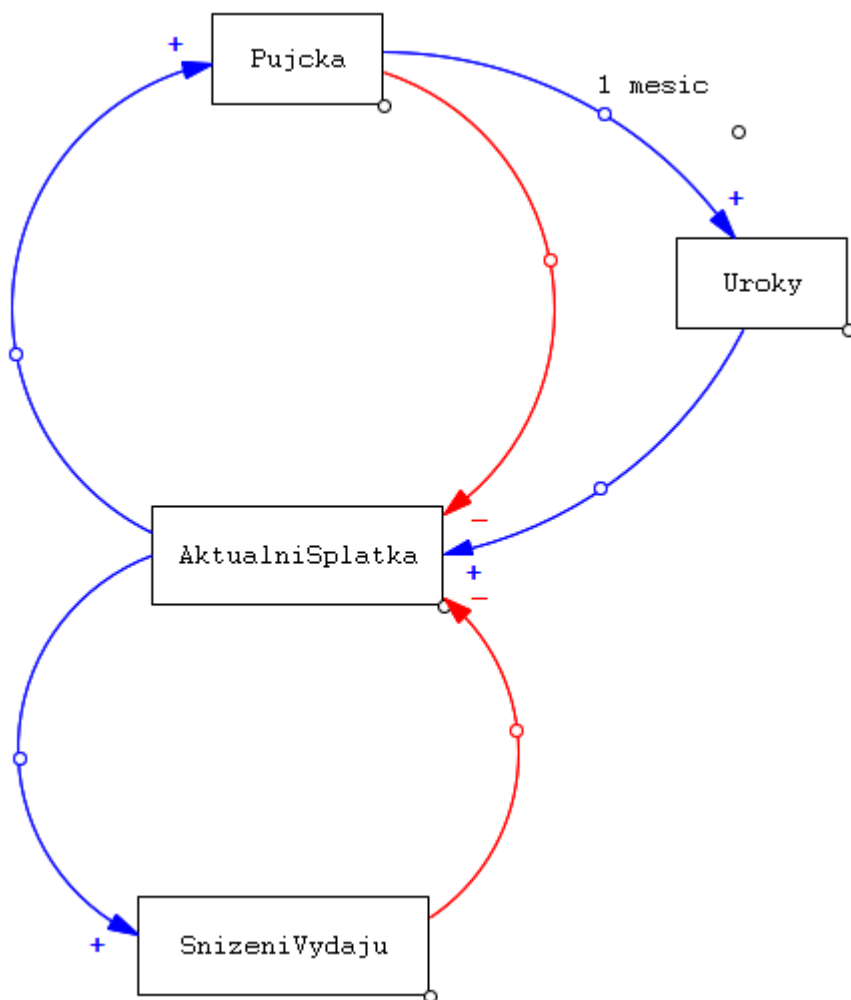 +
Pujcka
1 mesic
+
Uroky
−
AktualniSplatka
+
−
+
SnizeniVydaju